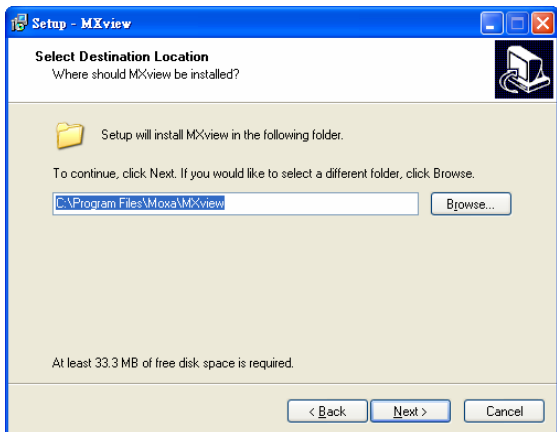 Setup - MXview
Select Destination Location
Where should MXview be installed?
Setup will install MXview in the following folder.
To continue, click Next. If you would like to select a different folder, click Browse.
C:\Program Files\Moxa\MXview
Browse...
At least 33.3 MB of free disk space is required.
< Back
Next >
Cancel